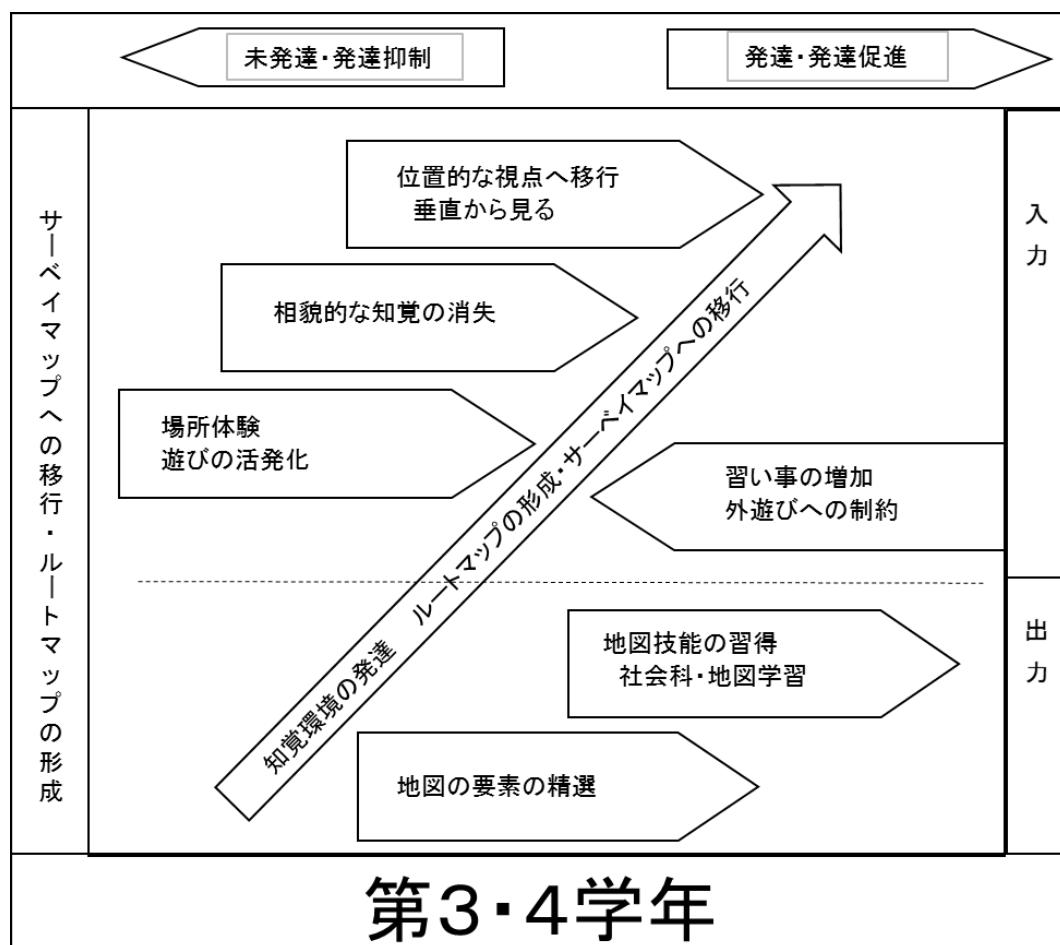 未発達・発達抑制
発達・発達促進
サーベイマップへの移行・ルートマップの形成
位置的な視点へ移行
垂直から見る
相貌的な知覚の消失
場所体験
遊びの活発化
知覚環境の発達　ルートマップの形成・サーベイマップへの移行
習い事の増加
外遊びへの制約
地図技能の習得
社会科・地図学習
地図の要素の精選
入力
出力
第3・4学年